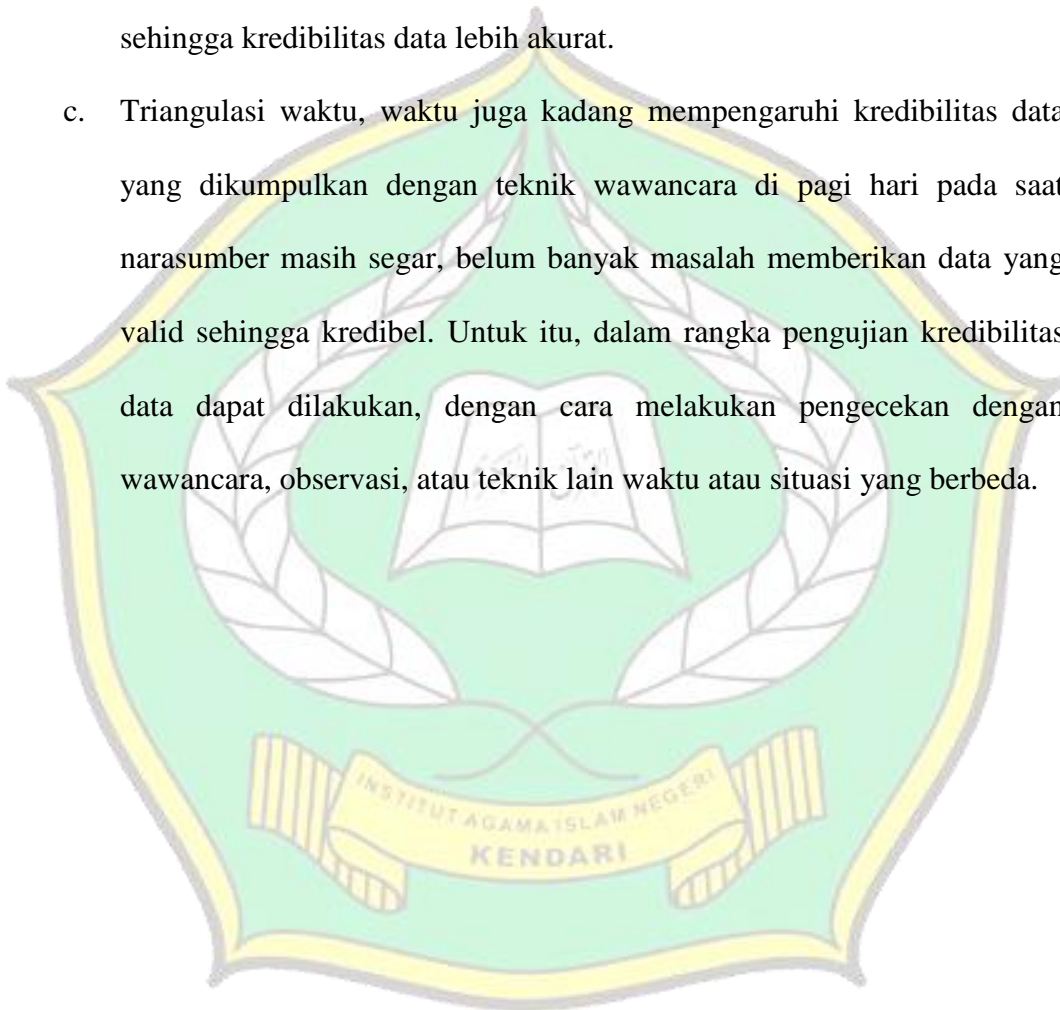 sehingga kredibilitas data lebih akurat.
c. Triangulasi waktu, waktu juga kadang mempengaruhi kredibilitas data
yang dikumpulkan dengan teknik wawancara di pagi hari pada saat
narasumber masih segar, belum banyak masalah memberikan data yang
valid sehingga kredibel. Untuk itu, dalam rangka pengujian kredibilitas
data dapat dilakukan, dengan cara melakukan pengecekan dengan
wawancara, observasi, atau teknik lain waktu atau situasi yang berbeda.
INSTITUT AGAMA ISLAM NEGERI
KENDARI